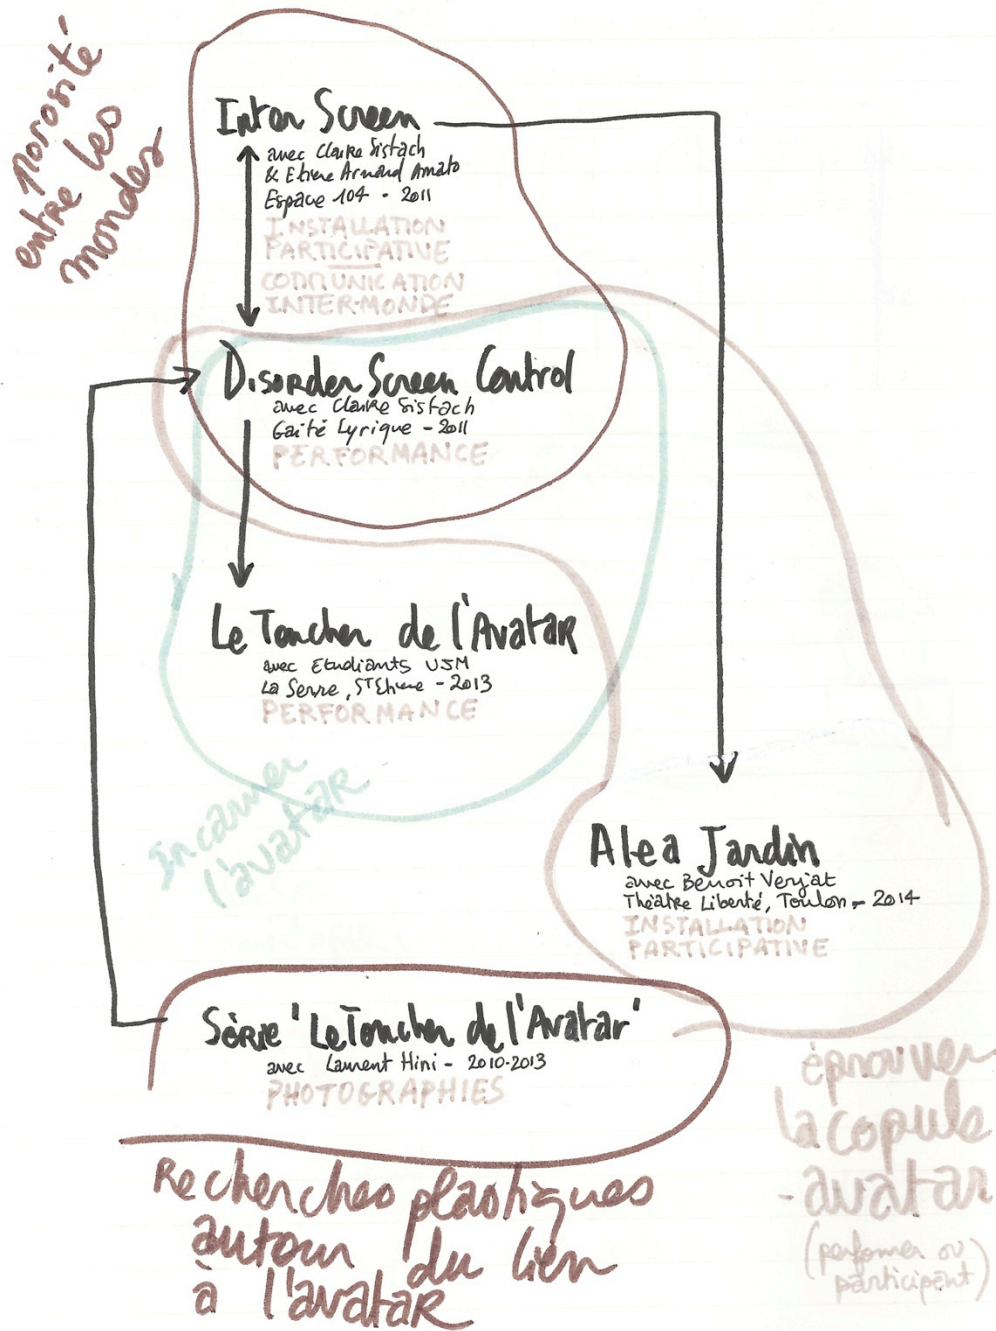 porosité
entre les
mondes
Inter Screen
avec Claire Sistach
& Etiene Armand Amato
Espace 104 - 2011
INSTALLATION
PARTICIPATIVE
COMMUNICATION
INTER-MONDE
Disorder Screen Control
avec Claire Sistach
Gaité Lyrique - 2011
PERFORMANCE
Le Toucher de l'Avatar
avec Etudiants UJM
La Serre, St Etiene - 2013
PERFORMANCE
Incarner
l'avatar
Alea Jardin
avec Benoit Verjat
Théatre Liberté, Toulon - 2014
INSTALLATION
PARTICIPATIVE
Série 'Le Toucher de l'Avatar'
avec Laurent Hini - 2010-2013
PHOTOGRAPHIES
éprouver
la copule
- avatar
(performer ou
participant)
Recherches plastiques
autour du lien
à l'avatar